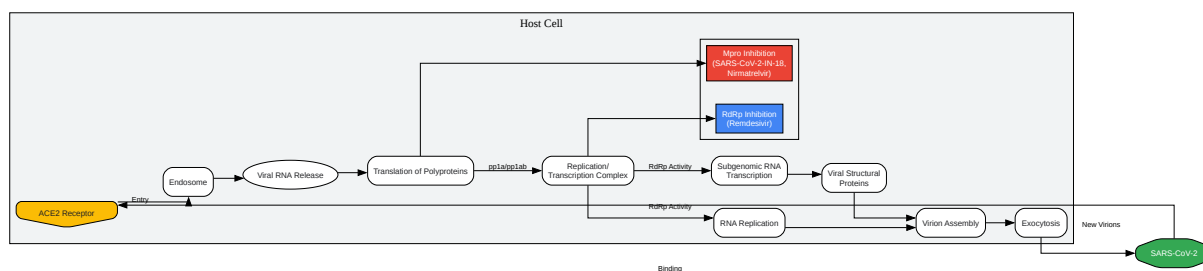 Host Cell
Mpro Inhibition
(SARS-CoV-2-IN-18,
Nirmatrelvir)
RdRp Inhibition
(Remdesivir)
Endosome
Viral RNA Release
Translation of Polyproteins
pp1a/pp1ab
Replication/
Transcription Complex
RdRp Activity
Subgenomic RNA
Transcription
Viral Structural
Proteins
Entry
ACE2 Receptor
RdRp Activity
RNA Replication
Virion Assembly
Exocytosis
New Virions
SARS-CoV-2
Binding